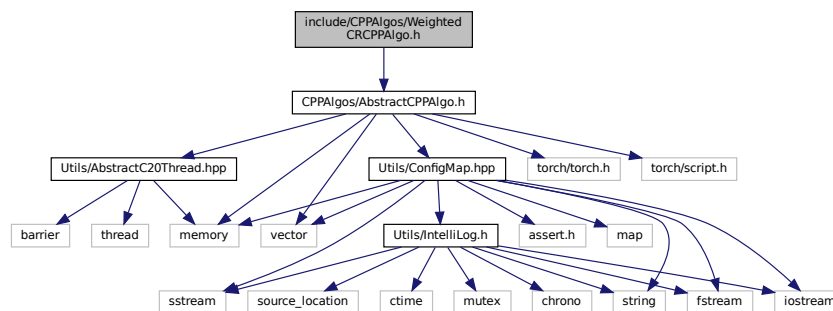 include/CPPAlgos/Weighted
CRCPPAlgo.h
CPPAlgos/AbstractCPPAlgo.h
Utils/AbstractC20Thread.hpp
Utils/ConfigMap.hpp
torch/torch.h
torch/script.h
barrier
thread
memory
vector
Utils/IntelliLog.h
assert.h
map
sstream
source_location
ctime
mutex
chrono
string
fstream
iostream